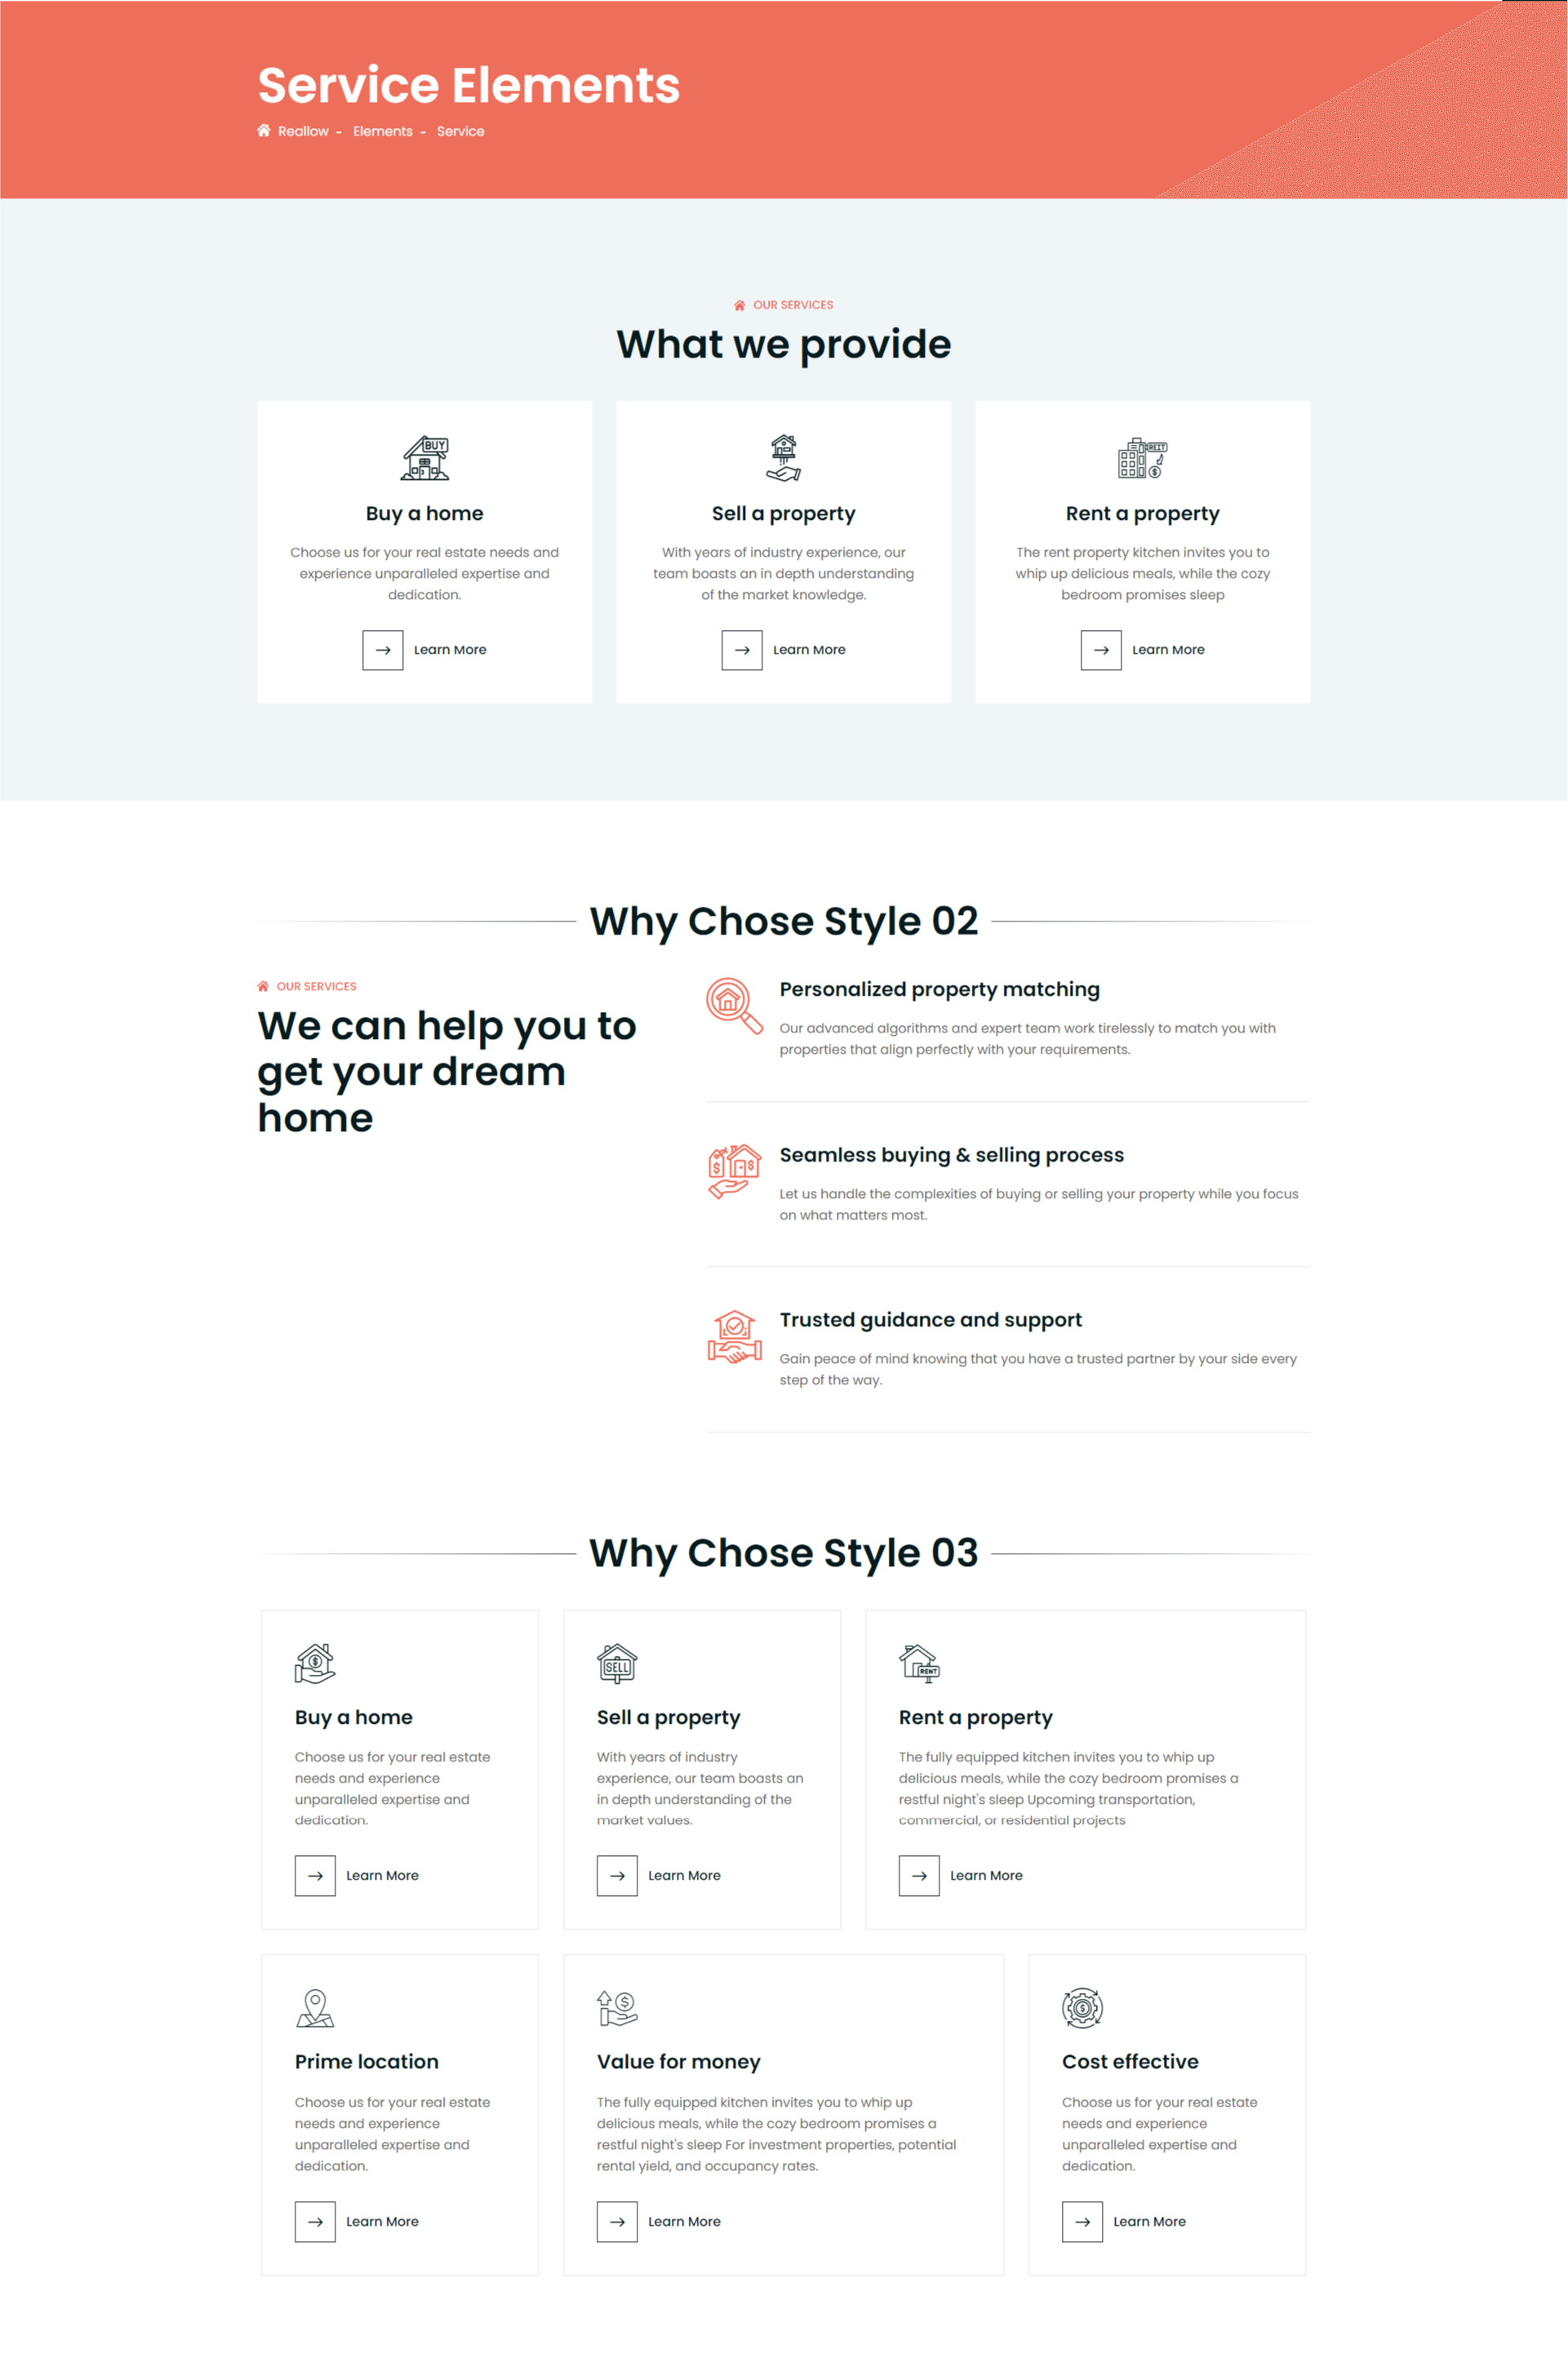 Service Elements
Reallow - Elements - Service
OUR SERVICES
What we provide
BUY
Buy a home
Choose us for your real estate needs and
experience unparalleled expertise and
dedication.
→ Learn More
Sell a property
With years of industry experience, our
team boasts an in depth understanding
of the market knowledge.
→ Learn More
REIT
$
Rent a property
The rent property kitchen invites you to
whip up delicious meals, while the cozy
bedroom promises sleep
→ Learn More
Why Chose Style 02
OUR SERVICES
We can help you to
get your dream
home
Personalized property matching
Our advanced algorithms and expert team work tirelessly to match you with
properties that align perfectly with your requirements.
$ $
Seamless buying & selling process
Let us handle the complexities of buying or selling your property while you focus
on what matters most.
Trusted guidance and support
Gain peace of mind knowing that you have a trusted partner by your side every
step of the way.
Why Chose Style 03
$
Buy a home
Choose us for your real estate
needs and experience
unparalleled expertise and
dedication.
→ Learn More
SELL
Sell a property
With years of industry
experience, our team boasts an
in depth understanding of the
market values.
→ Learn More
RENT
Rent a property
The fully equipped kitchen invites you to whip up
delicious meals, while the cozy bedroom promises a
restful night's sleep Upcoming transportation,
commercial, or residential projects
→ Learn More
Prime location
Choose us for your real estate
needs and experience
unparalleled expertise and
dedication.
→ Learn More
$
Value for money
The fully equipped kitchen invites you to whip up
delicious meals, while the cozy bedroom promises a
restful night's sleep For investment properties, potential
rental yield, and occupancy rates.
→ Learn More
$
Cost effective
Choose us for your real estate
needs and experience
unparalleled expertise and
dedication.
→ Learn More